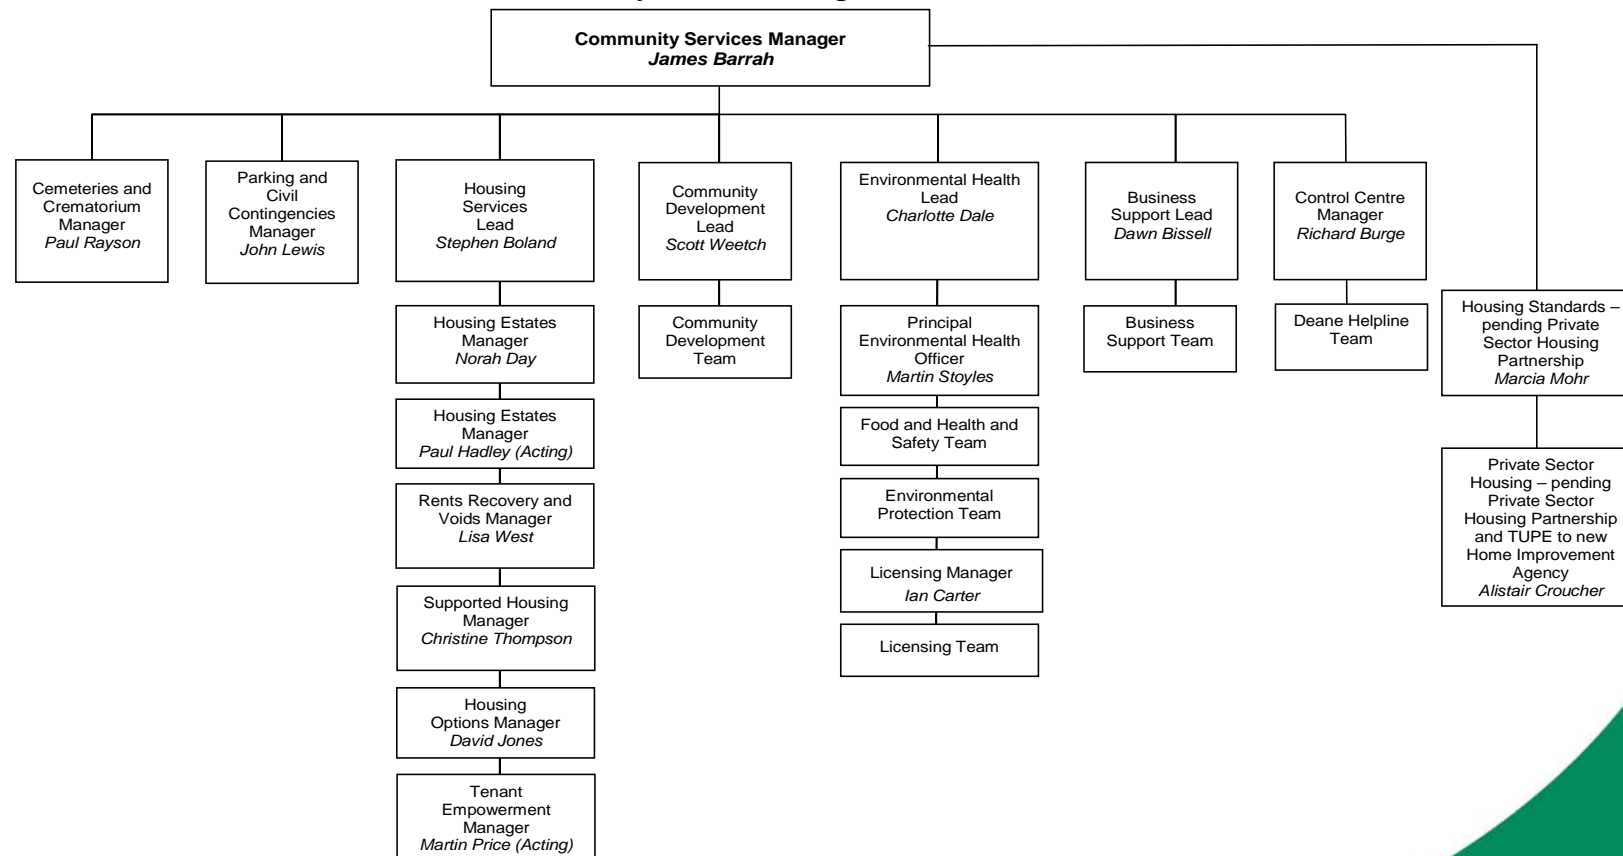 Community Services Manager
James Barrah
Cemeteries and
Crematorium
Manager
Paul Rayson
Parking and
Civil
Contingencies
Manager
John Lewis
Housing
Services
Lead
Stephen Boland
Community
Development
Lead
Scott Weetch
Environmental Health
Lead
Charlotte Dale
Business
Support Lead
Dawn Bissell
Control Centre
Manager
Richard Burge
Housing Estates
Manager
Norah Day
Community
Development
Team
Principal
Environmental Health
Officer
Martin Stoyles
Business
Support Team
Deane Helpline
Team
Housing Standards –
pending Private
Sector Housing
Partnership
Marcia Mohr
Housing Estates
Manager
Paul Hadley (Acting)
Food and Health and
Safety Team
Private Sector
Housing – pending
Private Sector
Housing Partnership
and TUPE to new
Home Improvement
Agency
Alistair Croucher
Rents Recovery and
Voids Manager
Lisa West
Environmental
Protection Team
Licensing Manager
Ian Carter
Supported Housing
Manager
Christine Thompson
Licensing Team
Housing
Options Manager
David Jones
Tenant
Empowerment
Manager
Martin Price (Acting)